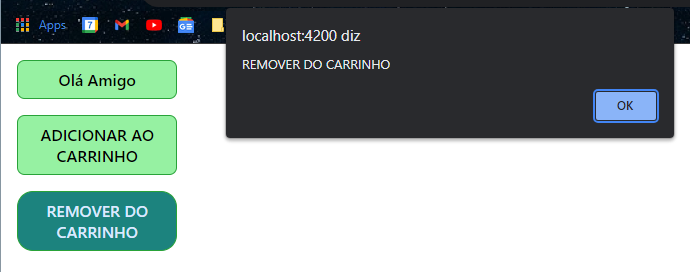 Apps
localhost:4200 diz
REMOVER DO CARRINHO
OK
Olá Amigo
ADICIONAR AO
CARRINHO
REMOVER DO
CARRINHO